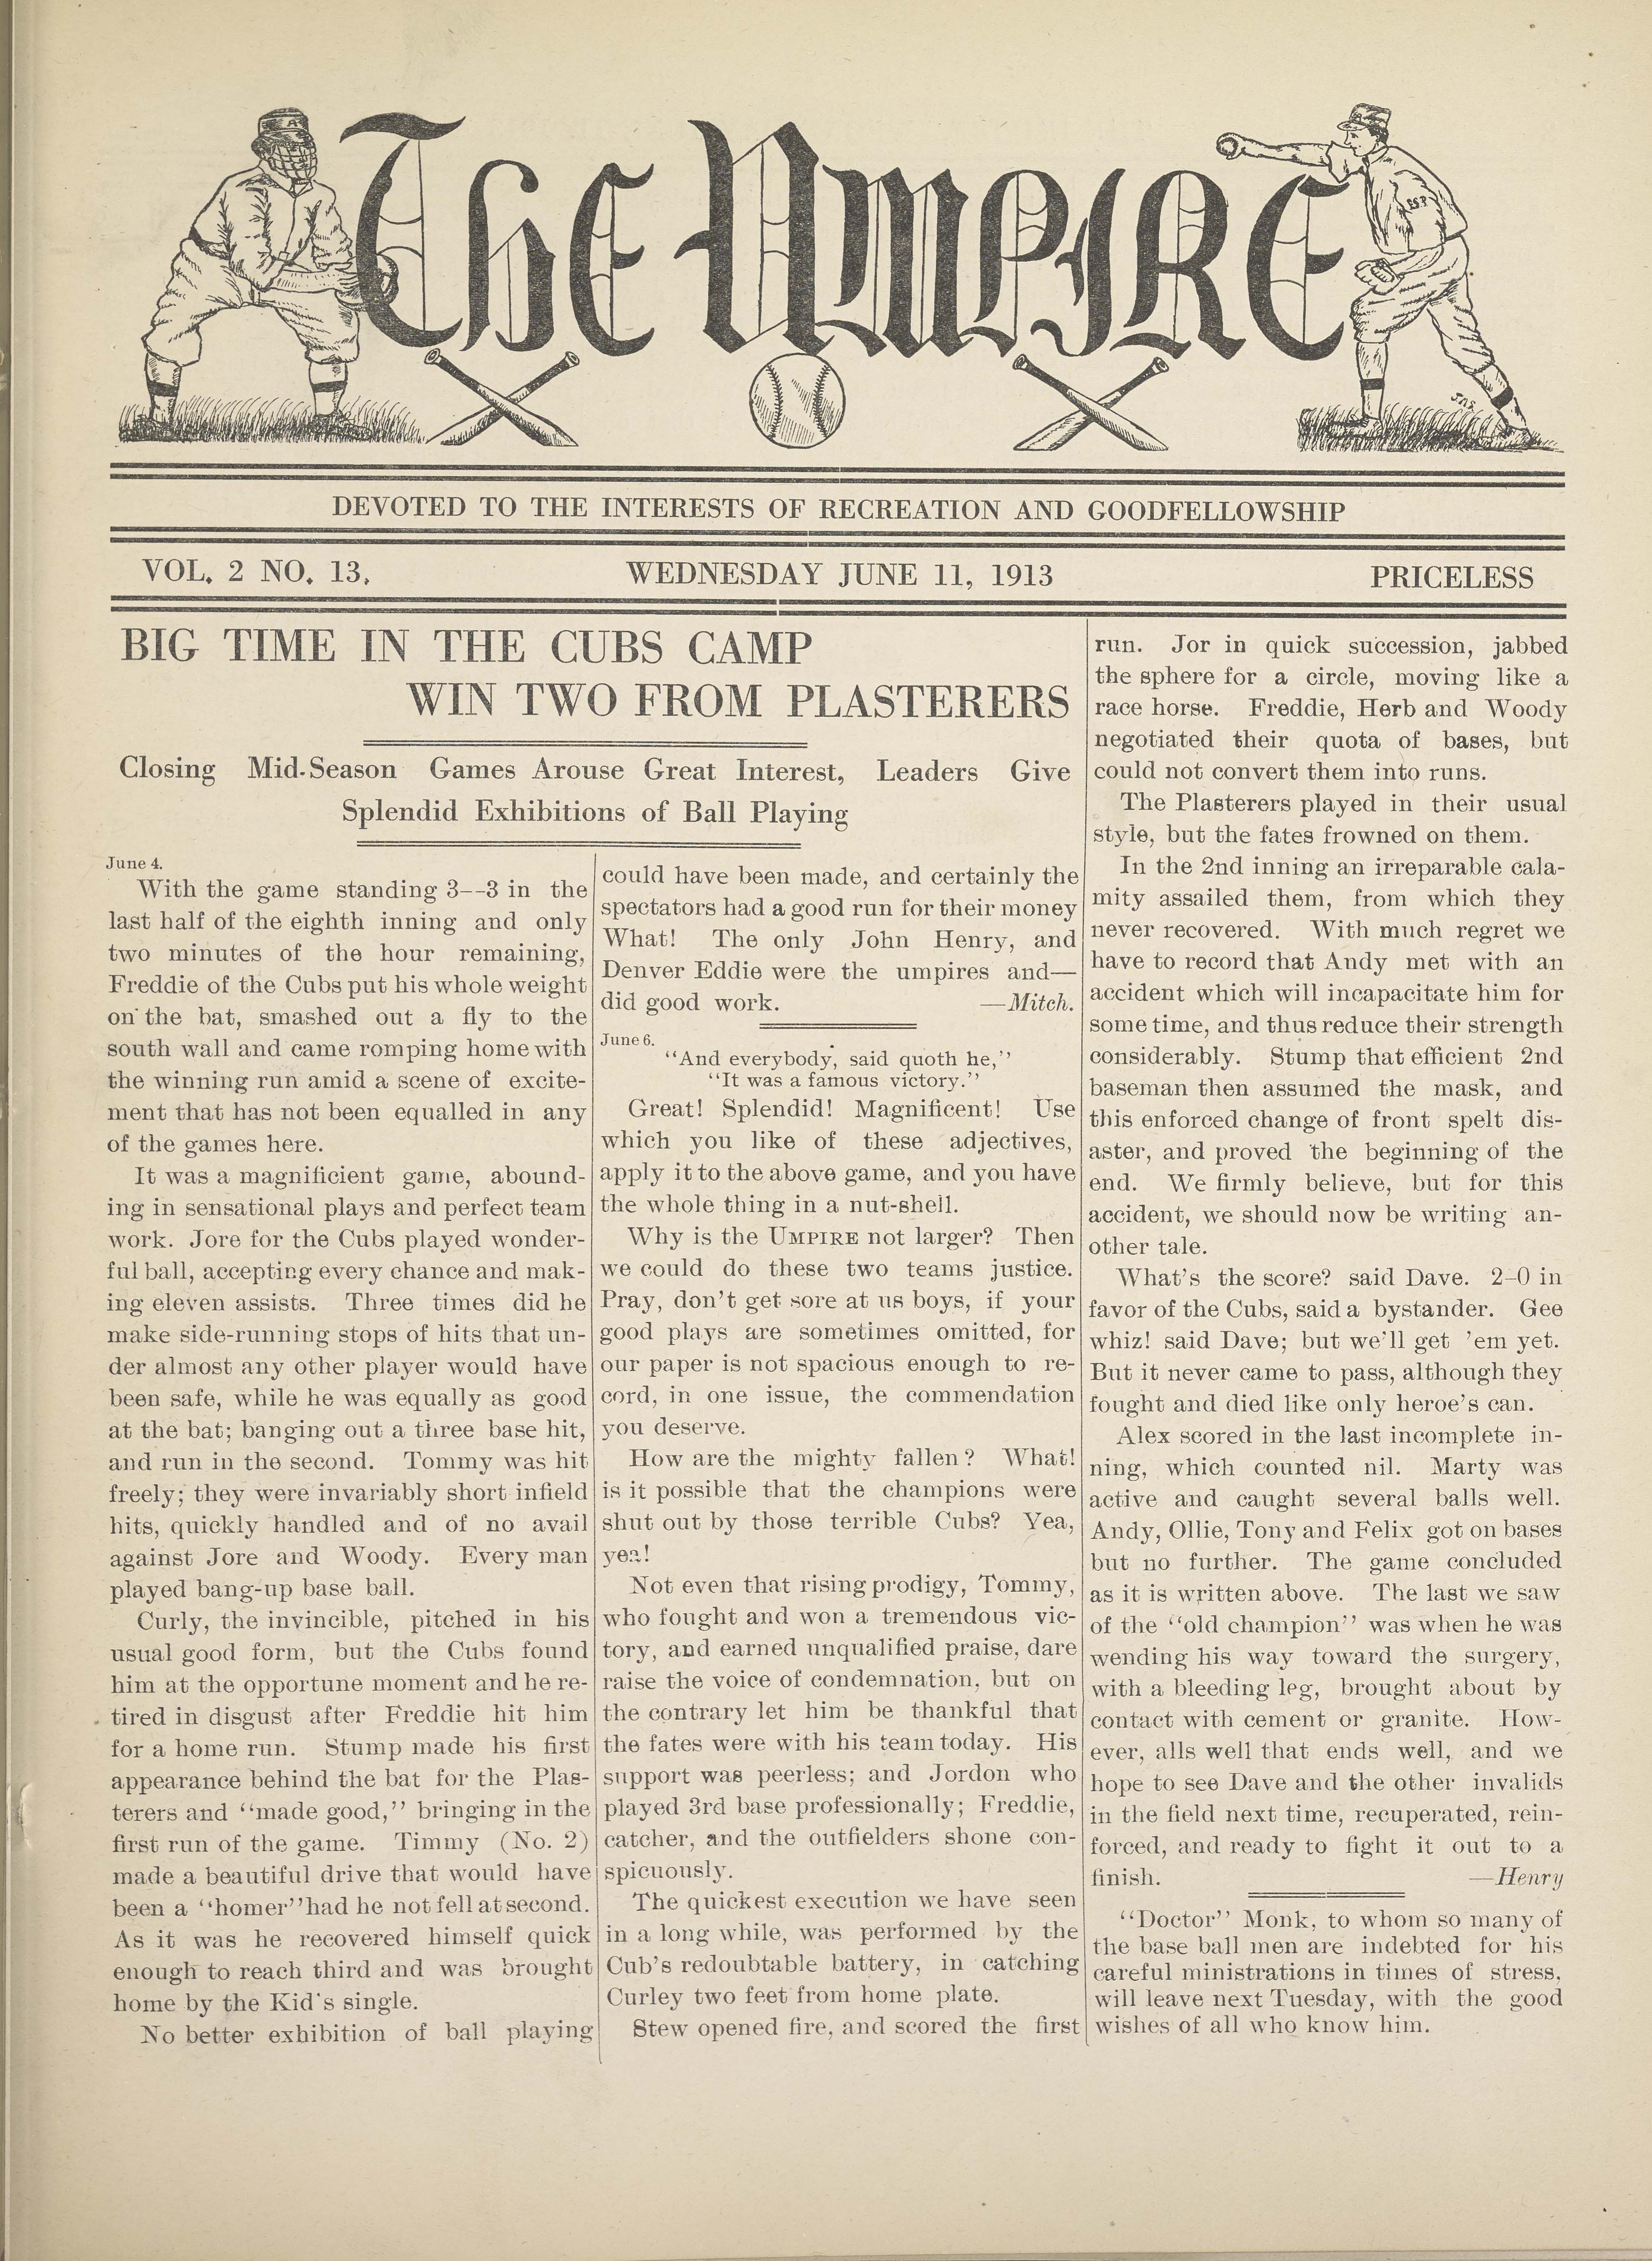 The Umpire
DEVOTED TO THE INTERESTS OF RECREATION AND GOODFELLOWSHIP
VOL. 2 NO. 13. WEDNESDAY JUNE 11, 1913 PRICELESS
BIG TIME IN THE CUBS CAMP
WIN TWO FROM PLASTERERS
Closing Mid-Season Games Arouse Great Interest, Leaders Give
Splendid Exhibitions of Ball Playing
June 4.
With the game standing 3--3 in the
last half of the eighth inning and only
two minutes of the hour remaining,
Freddie of the Cubs put his whole weight
on the bat, smashed out a fly to the
south wall and came romping home with
the winning run amid a scene of excite-
ment that has not been equalled in any
of the games here.
It was a magnificient game, abound-
ing in sensational plays and perfect team
work. Jore for the Cubs played wonder-
ful ball, accepting every chance and mak-
ing eleven assists. Three times did he
make side-running stops of hits that un-
der almost any other player would have
been safe, while he was equally as good
at the bat; banging out a three base hit,
and run in the second. Tommy was hit
freely; they were invariably short infield
hits, quickly handled and of no avail
against Jore and Woody. Every man
played bang-up base ball.
Curly, the invincible, pitched in his
usual good form, but the Cubs found
him at the opportune moment and he re-
tired in disgust after Freddie hit him
for a home run. Stump made his first
appearance behind the bat for the Plas-
terers and "made good," bringing in the
first run of the game. Timmy (No. 2)
made a beautiful drive that would have
been a "homer" had he not fell at second.
As it was he recovered himself quick
enough to reach third and was brought
home by the Kid's single.
No better exhibition of ball playing
could have been made, and certainly the
spectators had a good run for their money
What! The only John Henry, and
Denver Eddie were the umpires and—
did good work. —Mitch.
June 6.
"And everybody, said quoth he,"
"It was a famous victory."
Great! Splendid! Magnificent! Use
which you like of these adjectives,
apply it to the above game, and you have
the whole thing in a nut-shell.
Why is the UMPIRE not larger? Then
we could do these two teams justice.
Pray, don't get sore at us boys, if your
good plays are sometimes omitted, for
our paper is not spacious enough to re-
cord, in one issue, the commendation
you deserve.
How are the mighty fallen? What!
is it possible that the champions were
shut out by those terrible Cubs? Yea,
yea!
Not even that rising prodigy, Tommy,
who fought and won a tremendous vic-
tory, and earned unqualified praise, dare
raise the voice of condemnation, but on
the contrary let him be thankful that
the fates were with his team today. His
support was peerless; and Jordon who
played 3rd base professionally; Freddie,
catcher, and the outfielders shone con-
spicuously.
The quickest execution we have seen
in a long while, was performed by the
Cub's redoubtable battery, in catching
Curley two feet from home plate.
Stew opened fire, and scored the first
run. Jor in quick succession, jabbed
the sphere for a circle, moving like a
race horse. Freddie, Herb and Woody
negotiated their quota of bases, but
could not convert them into runs.
The Plasterers played in their usual
style, but the fates frowned on them.
In the 2nd inning an irreparable cala-
mity assailed them, from which they
never recovered. With much regret we
have to record that Andy met with an
accident which will incapacitate him for
some time, and thus reduce their strength
considerably. Stump that efficient 2nd
baseman then assumed the mask, and
this enforced change of front spelt dis-
aster, and proved the beginning of the
end. We firmly believe, but for this
accident, we should now be writing an-
other tale.
What's the score? said Dave. 2-0 in
favor of the Cubs, said a bystander. Gee
whiz! said Dave; but we'll get 'em yet.
But it never came to pass, although they
fought and died like only heroe's can.
Alex scored in the last incomplete in-
ning, which counted nil. Marty was
active and caught several balls well.
Andy, Ollie, Tony and Felix got on bases
but no further. The game concluded
as it is written above. The last we saw
of the "old champion" was when he was
wending his way toward the surgery,
with a bleeding leg, brought about by
contact with cement or granite. How-
ever, alls well that ends well, and we
hope to see Dave and the other invalids
in the field next time, recuperated, rein-
forced, and ready to fight it out to a
finish. —Henry
"Doctor" Monk, to whom so many of
the base ball men are indebted for his
careful ministrations in times of stress,
will leave next Tuesday, with the good
wishes of all who know him.